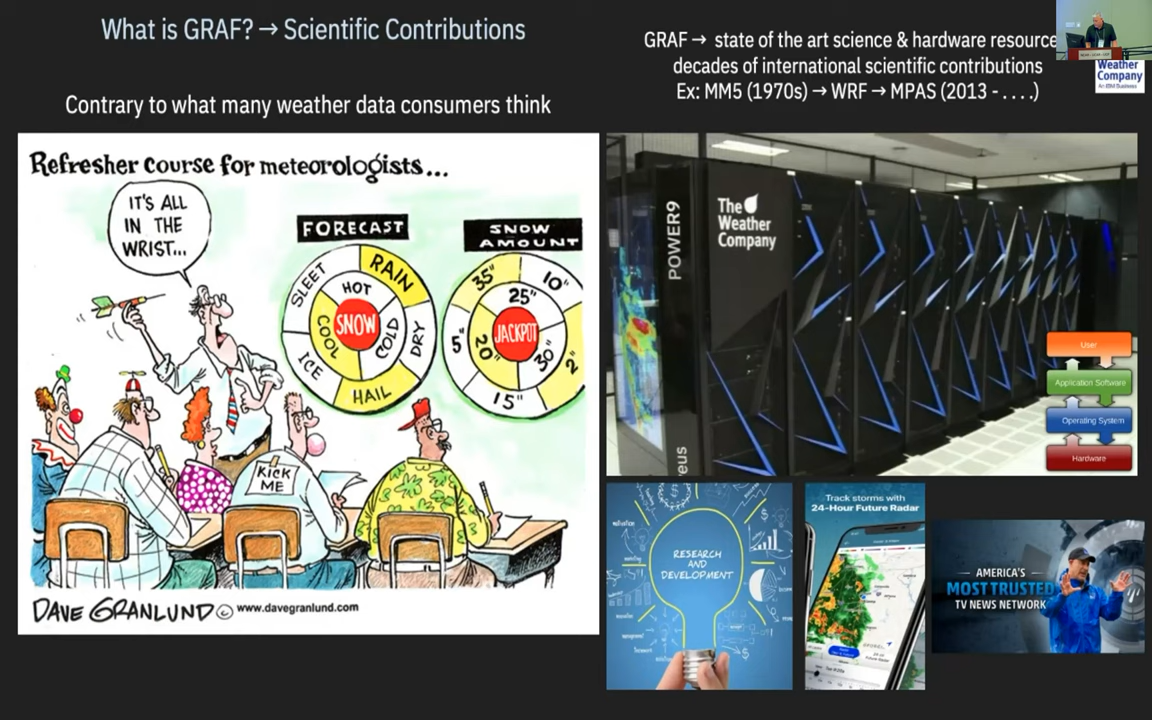 What is GRAF? → Scientific Contributions
Contrary to what many weather data consumers think
Refresher course for meteorologists...
IT'S ALL
IN THE
WRIST...
FORECAST
SLEET
RAIN
HOT
SNOW
COOL
COLD
DRY
ICE
HAIL
SNOW
AMOUNT
35"
10"
25"
JACKPOT
5"
20"
30"
2"
15"
KICK
ME
DAVE GRANLUND © www.davegranlund.com
GRAF → state of the art science & hardware resource
decades of international scientific contributions
Ex: MM5 (1970s) → WRF → MPAS (2013 - . . . .)
Weather
Company
An IBM Business
POWER9
The
Weather
Company
User
Application Software
Operating System
Hardware
RESEARCH
AND
DEVELOPMENT
Track storms with
24-Hour Future Radar
AMERICA'S
MOST TRUSTED
TV NEWS NETWORK